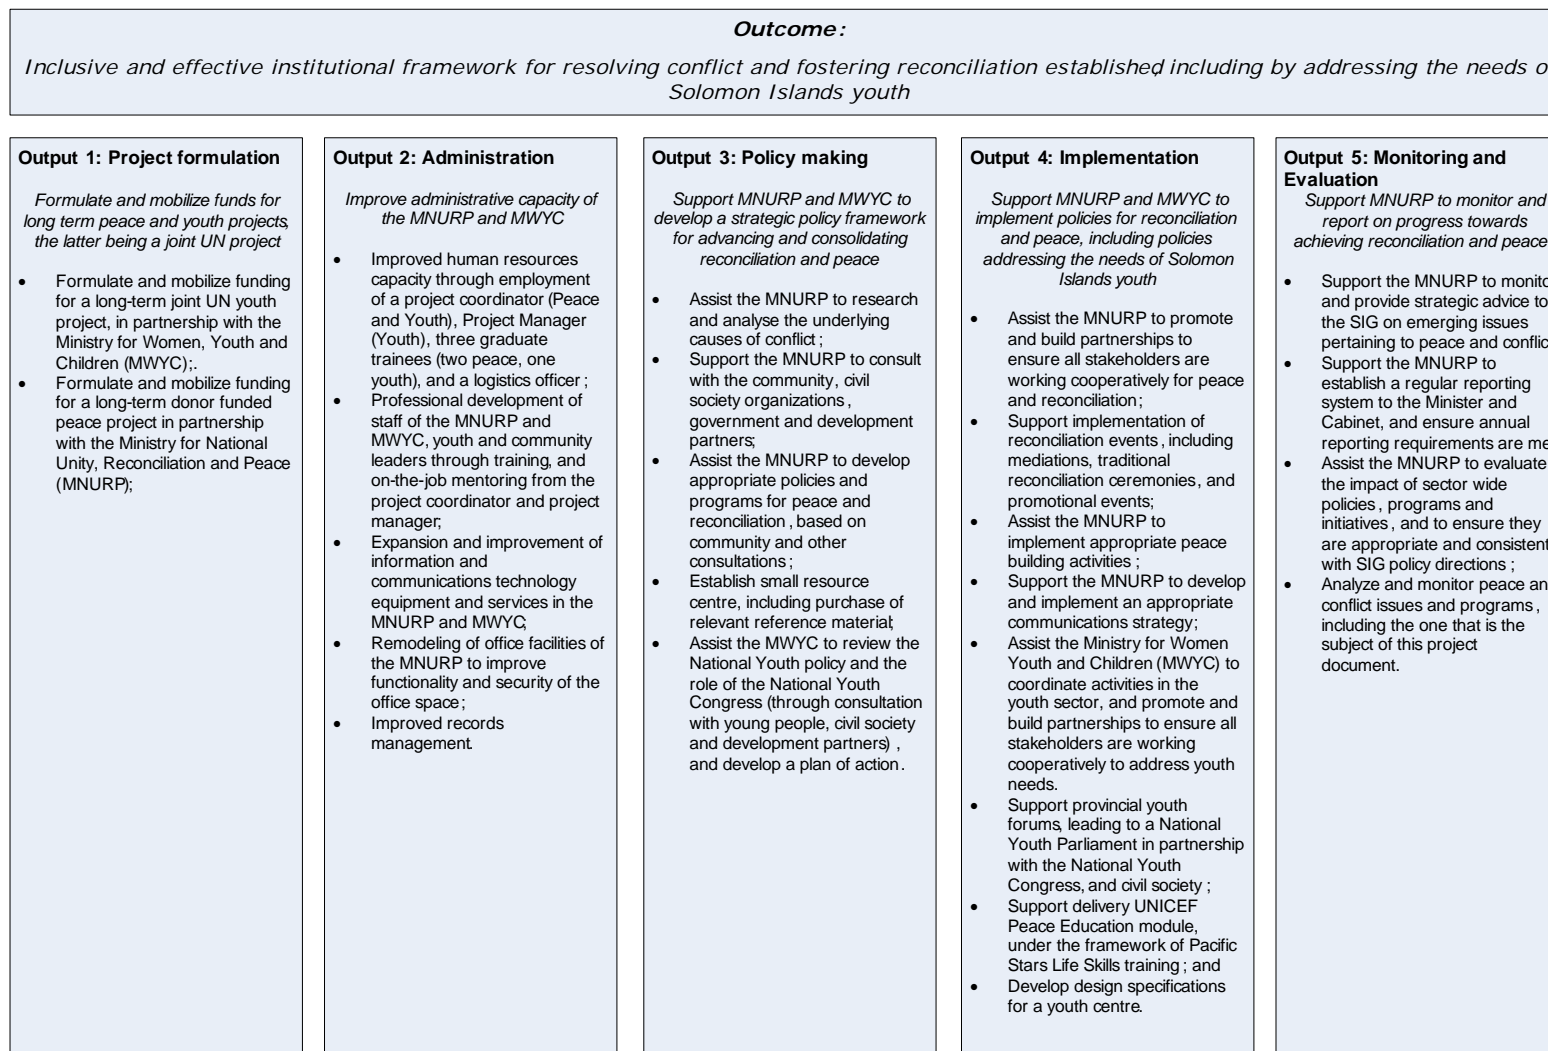 Outcome:
Inclusive and effective institutional framework for resolving conflict and fostering reconciliation established, including by addressing the needs o
Solomon Islands youth
Output 1: Project formulation
Formulate and mobilize funds for
long term peace and youth projects,
the latter being a joint UN project
• Formulate and mobilize funding
for a long-term joint UN youth
project, in partnership with the
Ministry for Women, Youth and
Children (MWYC);.
• Formulate and mobilize funding
for a long-term donor funded
peace project in partnership
with the Ministry for National
Unity, Reconciliation and Peace
(MNURP);
Output 2: Administration
Improve administrative capacity of
the MNURP and MWYC
• Improved human resources
capacity through employment
of a project coordinator (Peace
and Youth), Project Manager
(Youth), three graduate
trainees (two peace, one
youth), and a logistics officer;
• Professional development of
staff of the MNURP and
MWYC, youth and community
leaders through training, and
on-the-job mentoring from the
project coordinator and project
manager;
• Expansion and improvement of
information and
communications technology
equipment and services in the
MNURP and MWYC;
• Remodeling of office facilities of
the MNURP to improve
functionality and security of the
office space;
• Improved records
management.
Output 3: Policy making
Support MNURP and MWYC to
develop a strategic policy framework
for advancing and consolidating
reconciliation and peace
• Assist the MNURP to research
and analyse the underlying
causes of conflict;
• Support the MNURP to consult
with the community, civil
society organizations,
government and development
partners;
• Assist the MNURP to develop
appropriate policies and
programs for peace and
reconciliation, based on
community and other
consultations;
• Establish small resource
centre, including purchase of
relevant reference material;
• Assist the MWYC to review the
National Youth policy and the
role of the National Youth
Congress (through consultation
with young people, civil society
and development partners),
and develop a plan of action.
Output 4: Implementation
Support MNURP and MWYC to
implement policies for reconciliation
and peace, including policies
addressing the needs of Solomon
Islands youth
• Assist the MNURP to promote
and build partnerships to
ensure all stakeholders are
working cooperatively for peace
and reconciliation;
• Support implementation of
reconciliation events, including
mediations, traditional
reconciliation ceremonies, and
promotional events;
• Assist the MNURP to
implement appropriate peace
building activities;
• Support the MNURP to develop
and implement an appropriate
communications strategy;
• Assist the Ministry for Women
Youth and Children (MWYC) to
coordinate activities in the
youth sector, and promote and
build partnerships to ensure all
stakeholders are working
cooperatively to address youth
needs.
• Support provincial youth
forums, leading to a National
Youth Parliament in partnership
with the National Youth
Congress, and civil society;
• Support delivery UNICEF
Peace Education module,
under the framework of Pacific
Stars Life Skills training; and
• Develop design specifications
for a youth centre.
Output 5: Monitoring and
Evaluation
Support MNURP to monitor and
report on progress towards
achieving reconciliation and peace
• Support the MNURP to monito
and provide strategic advice to
the SIG on emerging issues
pertaining to peace and conflic
• Support the MNURP to
establish a regular reporting
system to the Minister and
Cabinet, and ensure annual
reporting requirements are me
• Assist the MNURP to evaluate
the impact of sector wide
policies, programs and
initiatives, and to ensure they
are appropriate and consistent
with SIG policy directions;
• Analyze and monitor peace an
conflict issues and programs,
including the one that is the
subject of this project
document.